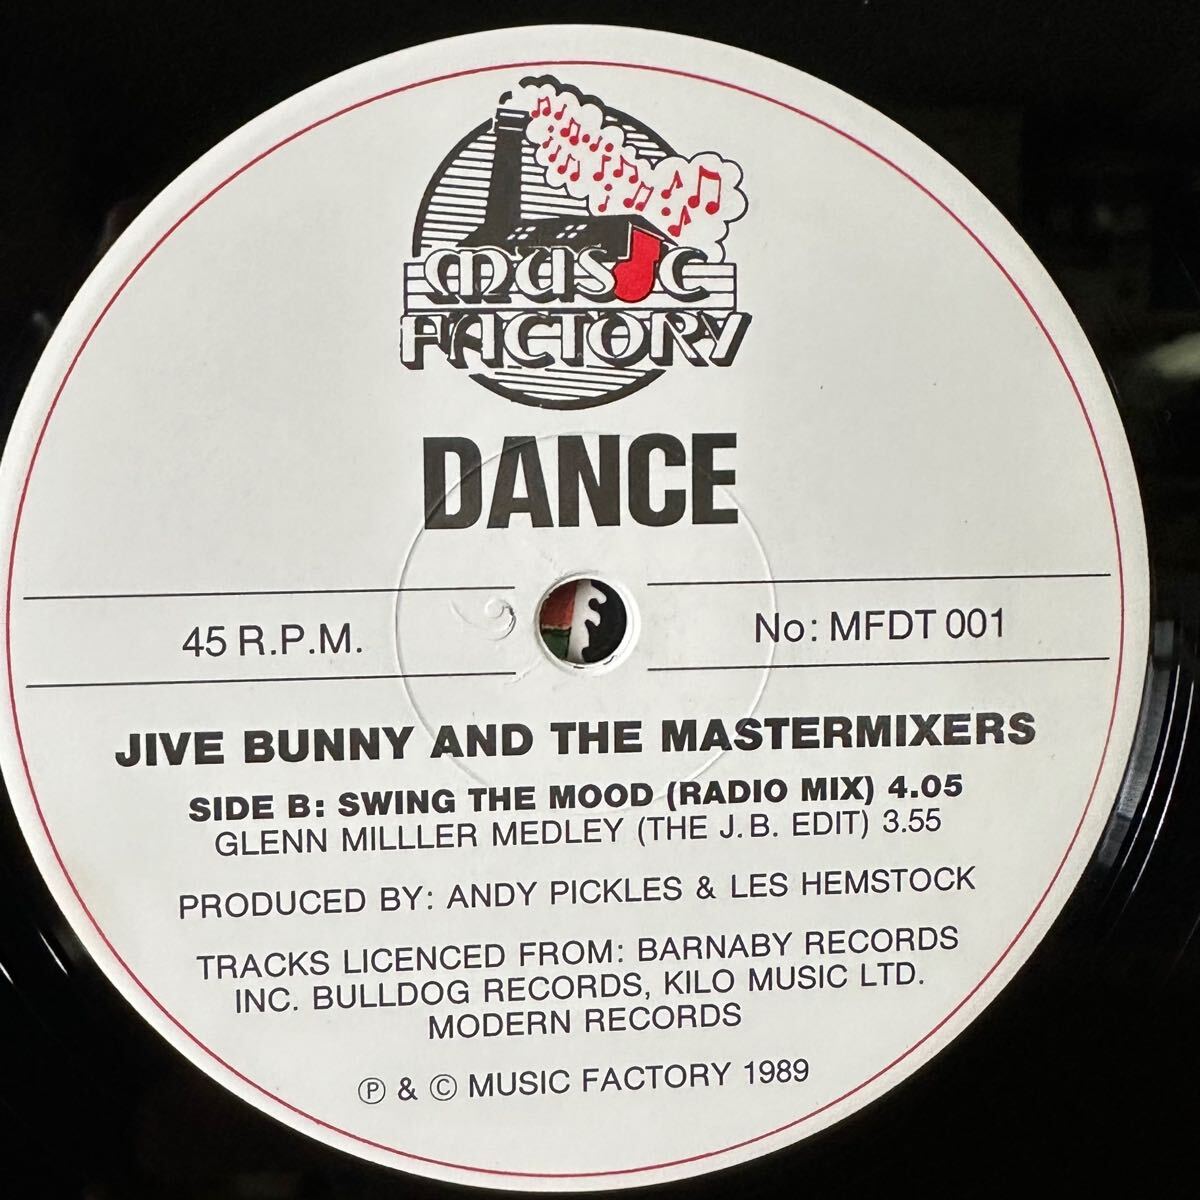 MUSIC
FACTORY
DANCE
45 R.P.M.
No: MFDT 001
JIVE BUNNY AND THE MASTERMIXERS
SIDE B: SWING THE MOOD (RADIO MIX) 4.05
GLENN MILLLER MEDLEY (THE J.B. EDIT) 3.55
PRODUCED BY: ANDY PICKLES & LES HEMSTOCK
TRACKS LICENCED FROM: BARNABY RECORDS
INC. BULLDOG RECORDS, KILO MUSIC LTD.
MODERN RECORDS
Ⓟ & © MUSIC FACTORY 1989